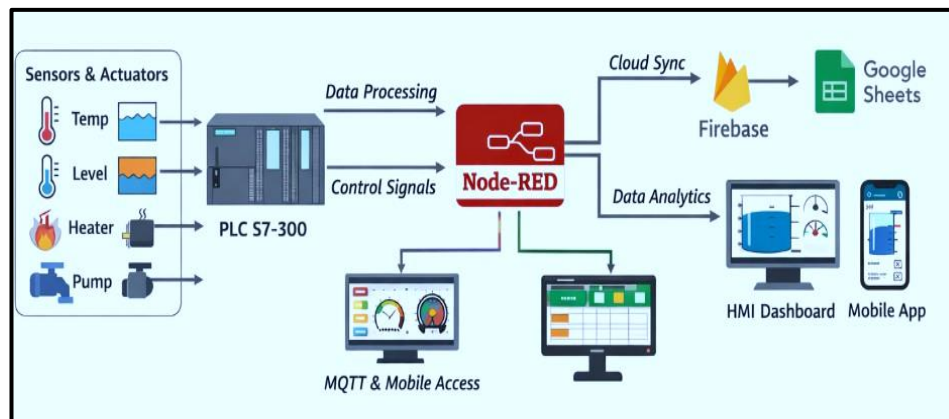 Sensors & Actuators
Temp
Level
Heater
Pump
PLC S7-300
Data Processing
Control Signals
Node-RED
Cloud Sync
Firebase
Google
Sheets
Data Analytics
HMI Dashboard
Mobile App
MQTT & Mobile Access